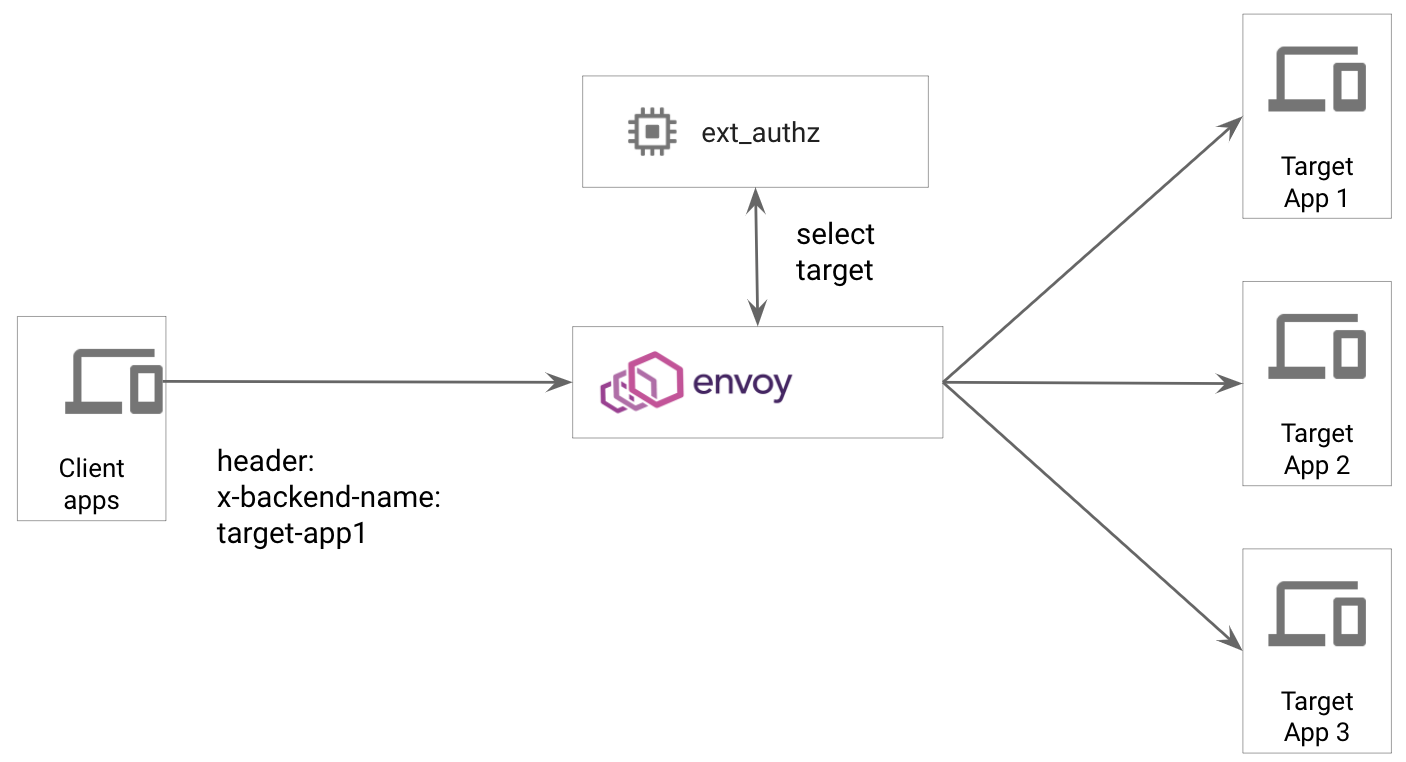 ext_authz
select
target
envoy
Client
apps
header:
x-backend-name:
target-app1
Target
App 1
Target
App 2
Target
App 3